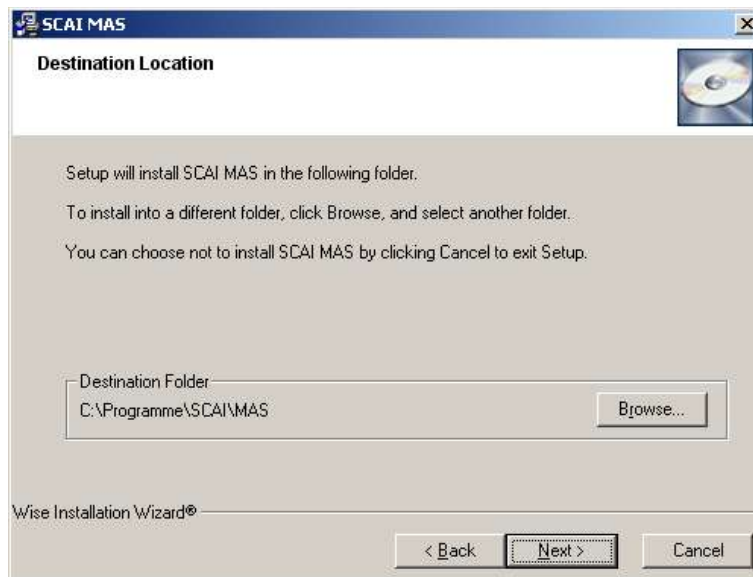 SCAI MAS
Destination Location
Setup will install SCAI MAS in the following folder.
To install into a different folder, click Browse, and select another folder.
You can choose not to install SCAI MAS by clicking Cancel to exit Setup.
Destination Folder
C:\Programme\SCAI\MAS
Browse...
Wise Installation Wizard®
< Back Next > Cancel